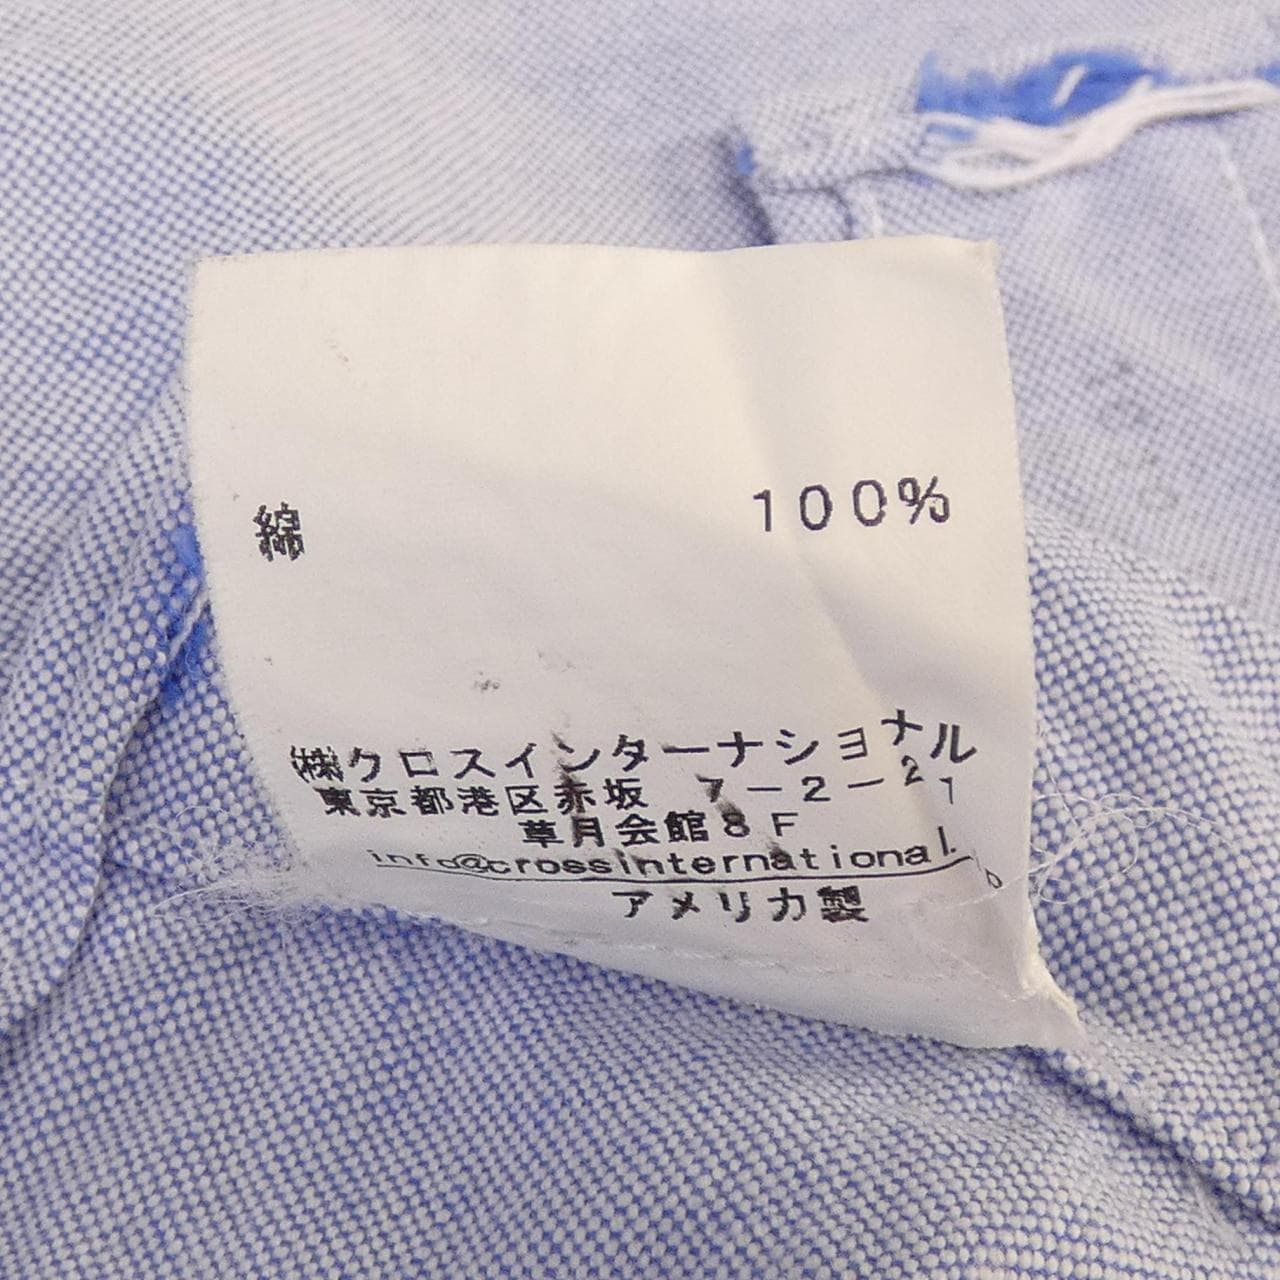 綿 100%
㈱クロスインターナショナル
東京都港区赤坂 7-2-21
草月会館8F
info@crossinternational.
アメリカ製